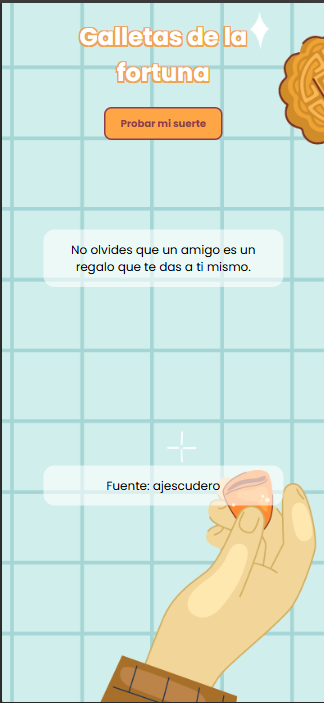 Galletas de la
fortuna
Probar mi suerte
No olvides que un amigo es un
regalo que te das a ti mismo.
Fuente: ajescudero